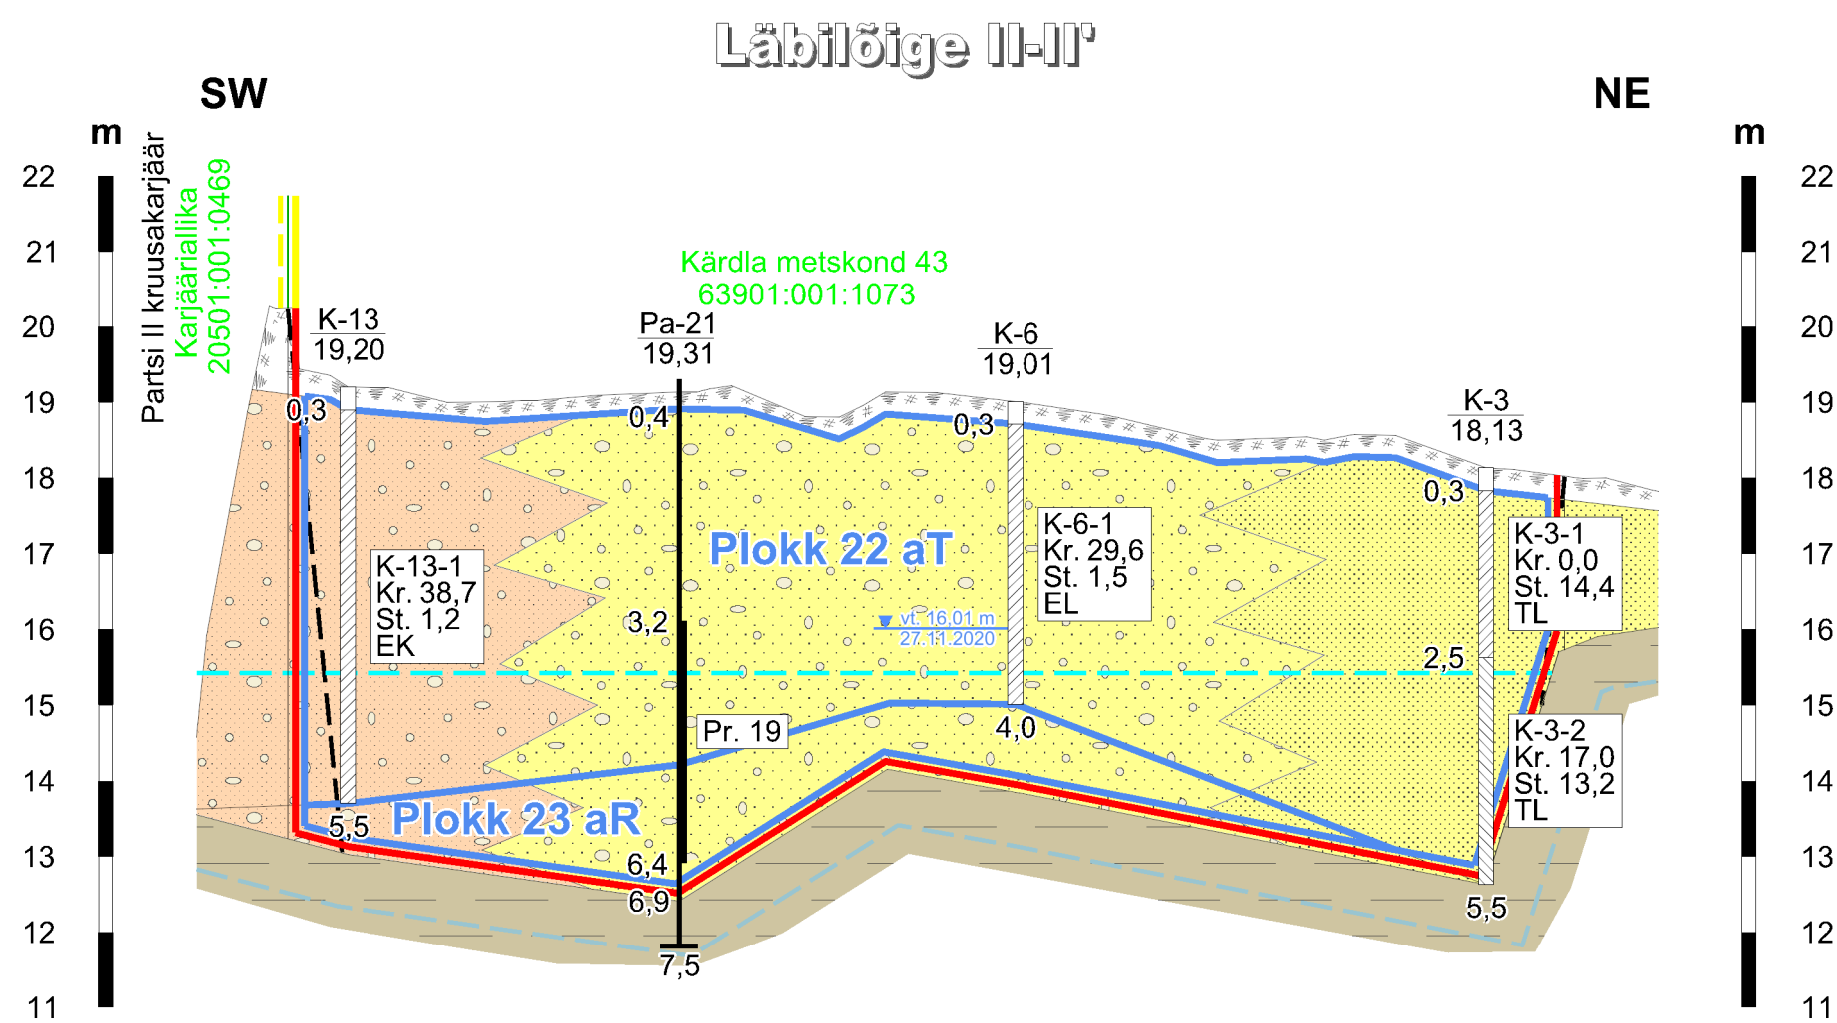 Läbilõige II-II'
SW
NE
m
m
22
21
20
19
18
17
16
15
14
13
12
11
Partsi II kruusakarjäär
Karjääriallika
20501:001:0469
Kärdla metskond 43
63901:001:1073
K-13
19,20
Pa-21
19,31
K-6
19,01
K-3
18,13
0,3
0,4
0,3
0,3
Plokk 22 aT
K-13-1
Kr. 38,7
St. 1,2
EK
K-6-1
Kr. 29,6
St. 1,5
EL
K-3-1
Kr. 0,0
St. 14,4
TL
3,2
vt. 16,01 m
27.11.2020
2,5
Pr. 19
4,0
K-3-2
Kr. 17,0
St. 13,2
TL
5,5
Plokk 23 aR
6,4
6,9
5,5
7,5
22
21
20
19
18
17
16
15
14
13
12
11